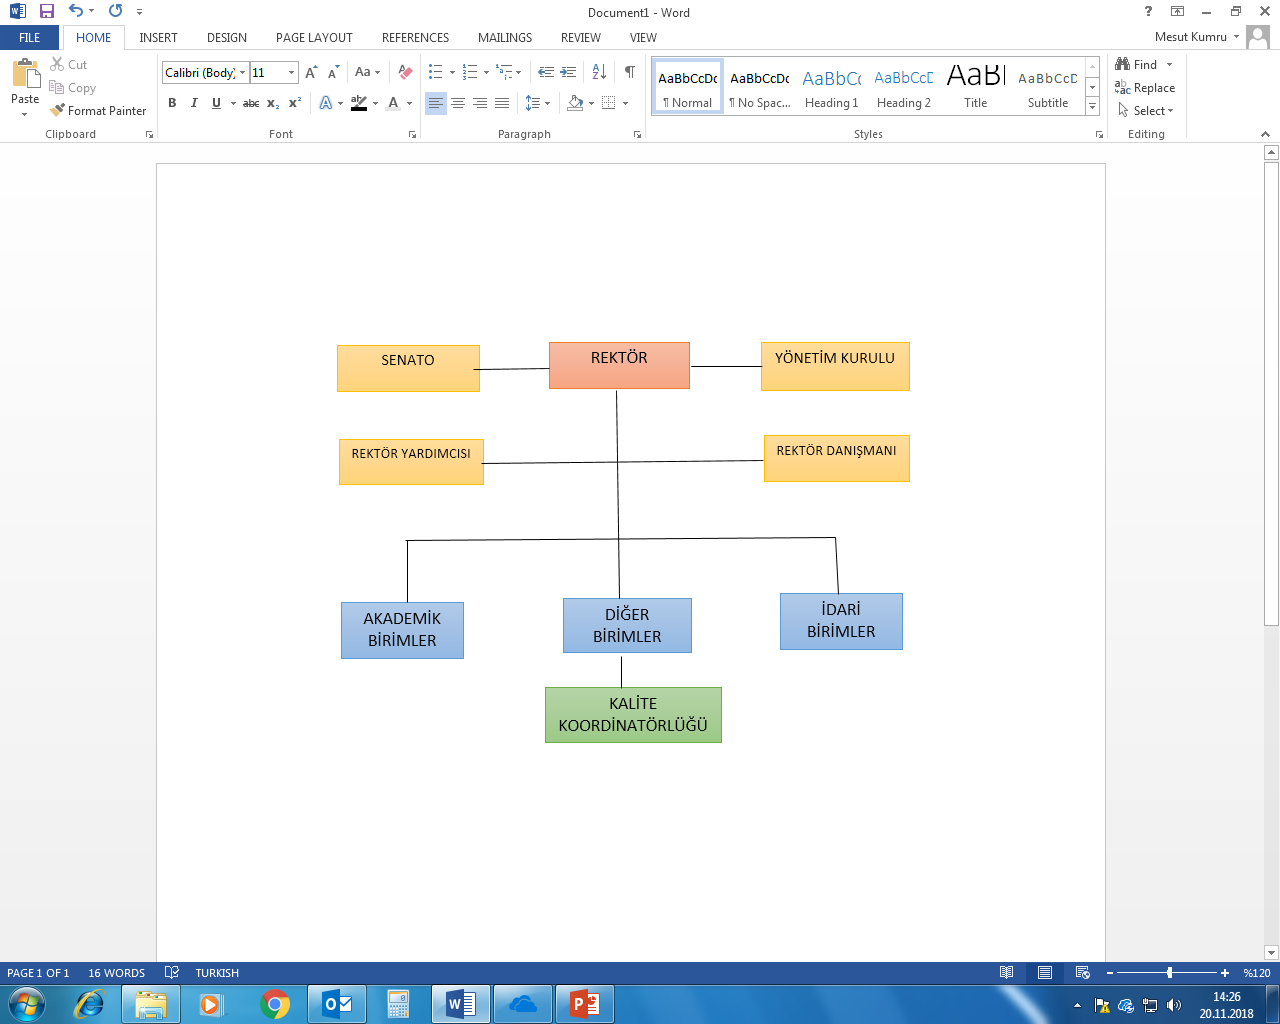 Document1 - Word
FILE HOME INSERT DESIGN PAGE LAYOUT REFERENCES MAILINGS REVIEW VIEW
Mesut Kumru
Paste
Cut
Copy
Format Painter
Calibri (Body)
11
AaBbCcDc
¶ Normal
AaBbCcDc
¶ No Spac...
AaBbCc
Heading 1
AaBbCcD
Heading 2
AaBl
Title
AaBbCcD
Subtitle
Find
Replace
Select
Clipboard
Font
Paragraph
Styles
Editing
SENATO
REKTÖR
YÖNETİM KURULU
REKTÖR YARDIMCISI
REKTÖR DANIŞMANI
AKADEMİK
BİRİMLER
DİĞER
BİRİMLER
İDARİ
BİRİMLER
KALİTE
KOORDİNATÖRLÜĞÜ
PAGE 1 OF 1 16 WORDS TURKISH
%120
14:26
20.11.2018